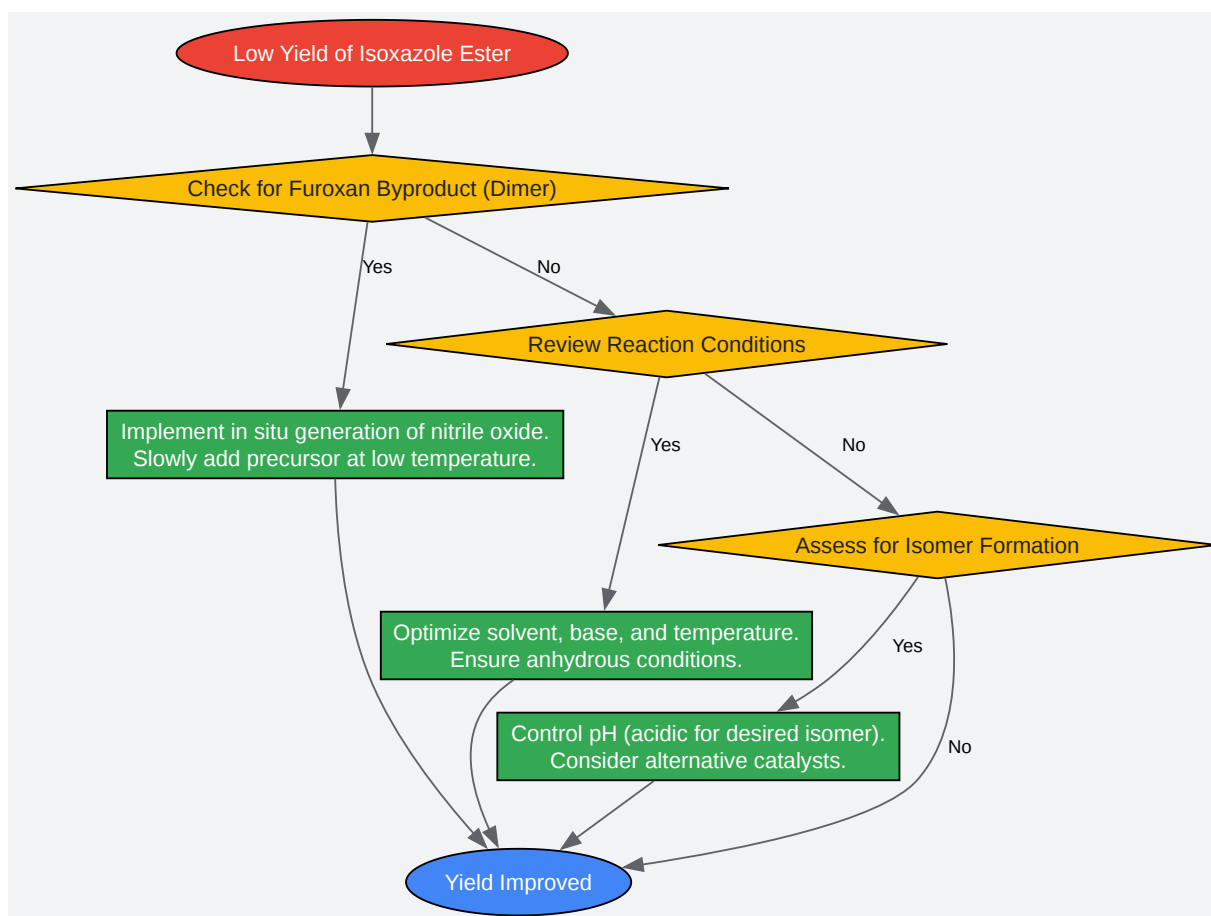 Low Yield of Isoxazole Ester
Check for Furoxan Byproduct (Dimer)
Yes
No
Review Reaction Conditions
Implement in situ generation of nitrile oxide.
Slowly add precursor at low temperature.
Yes
No
Assess for Isomer Formation
Optimize solvent, base, and temperature.
Ensure anhydrous conditions.
Yes
Control pH (acidic for desired isomer).
Consider alternative catalysts.
No
Yield Improved